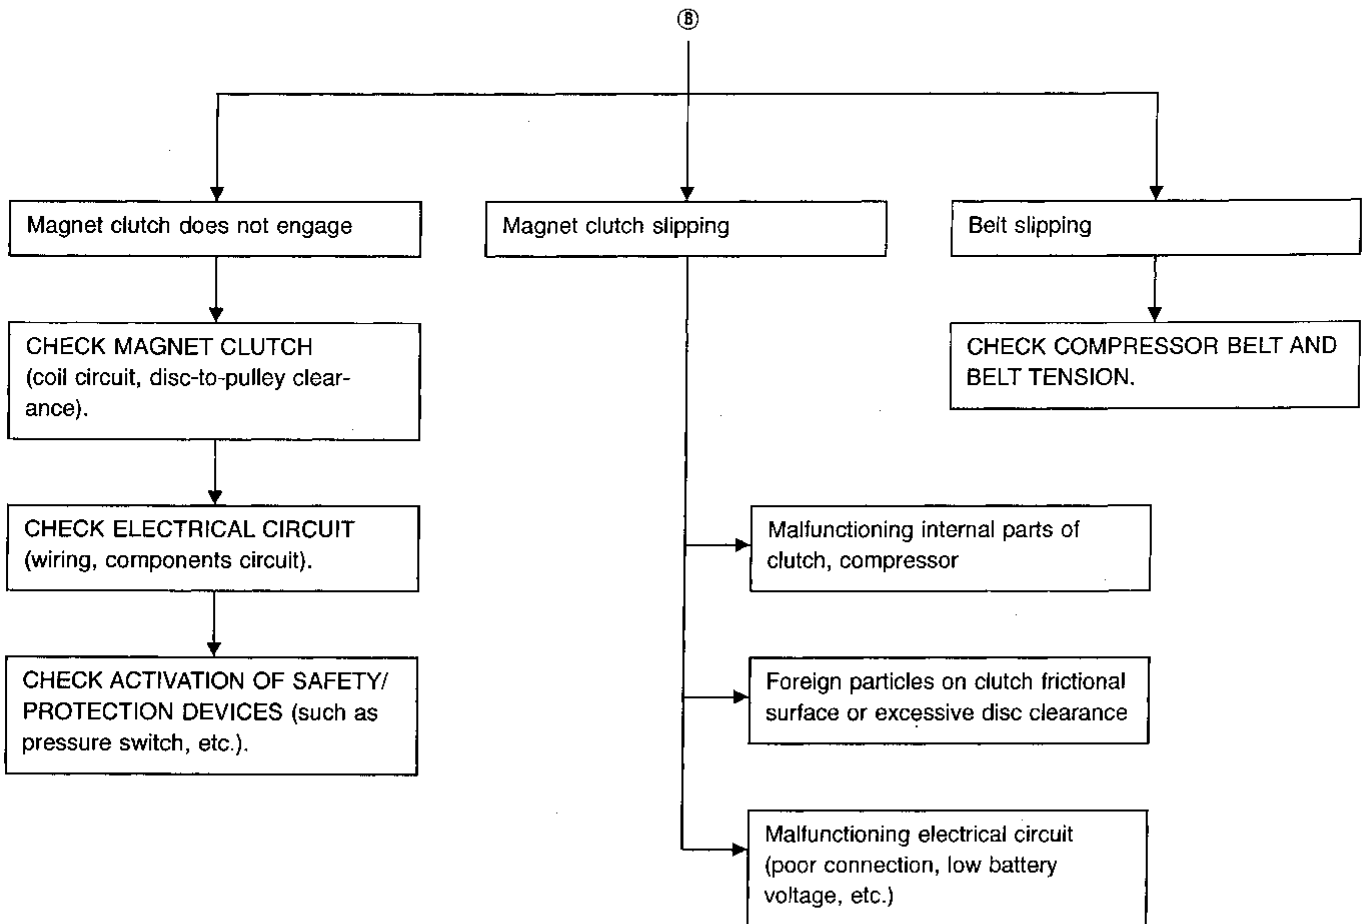 Ⓑ
Magnet clutch does not engage
Magnet clutch slipping
Belt slipping
CHECK MAGNET CLUTCH
(coil circuit, disc-to-pulley clear-
ance).
CHECK COMPRESSOR BELT AND
BELT TENSION.
CHECK ELECTRICAL CIRCUIT
(wiring, components circuit).
Malfunctioning internal parts of
clutch, compressor
CHECK ACTIVATION OF SAFETY/
PROTECTION DEVICES (such as
pressure switch, etc.).
Foreign particles on clutch frictional
surface or excessive disc clearance
Malfunctioning electrical circuit
(poor connection, low battery
voltage, etc.)